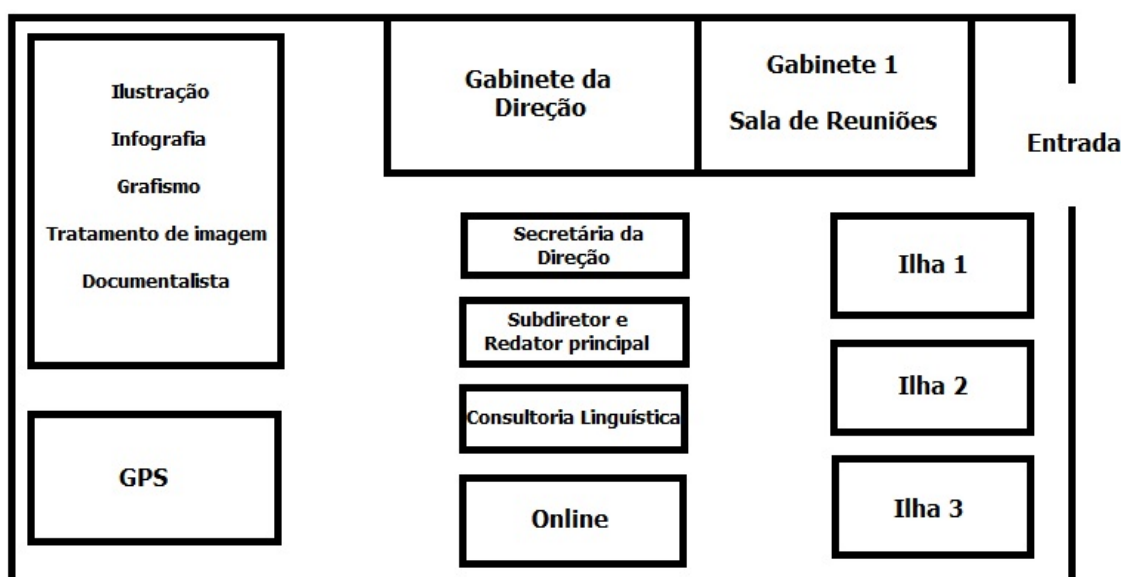 Ilustração
Infografia
Grafismo
Tratamento de imagem
Documentalista
Gabinete da
Direção
Gabinete 1
Sala de Reuniões
Entrada
Secretária da
Direção
Subdiretor e
Redator principal
Consultoria Linguística
Online
GPS
Ilha 1
Ilha 2
Ilha 3